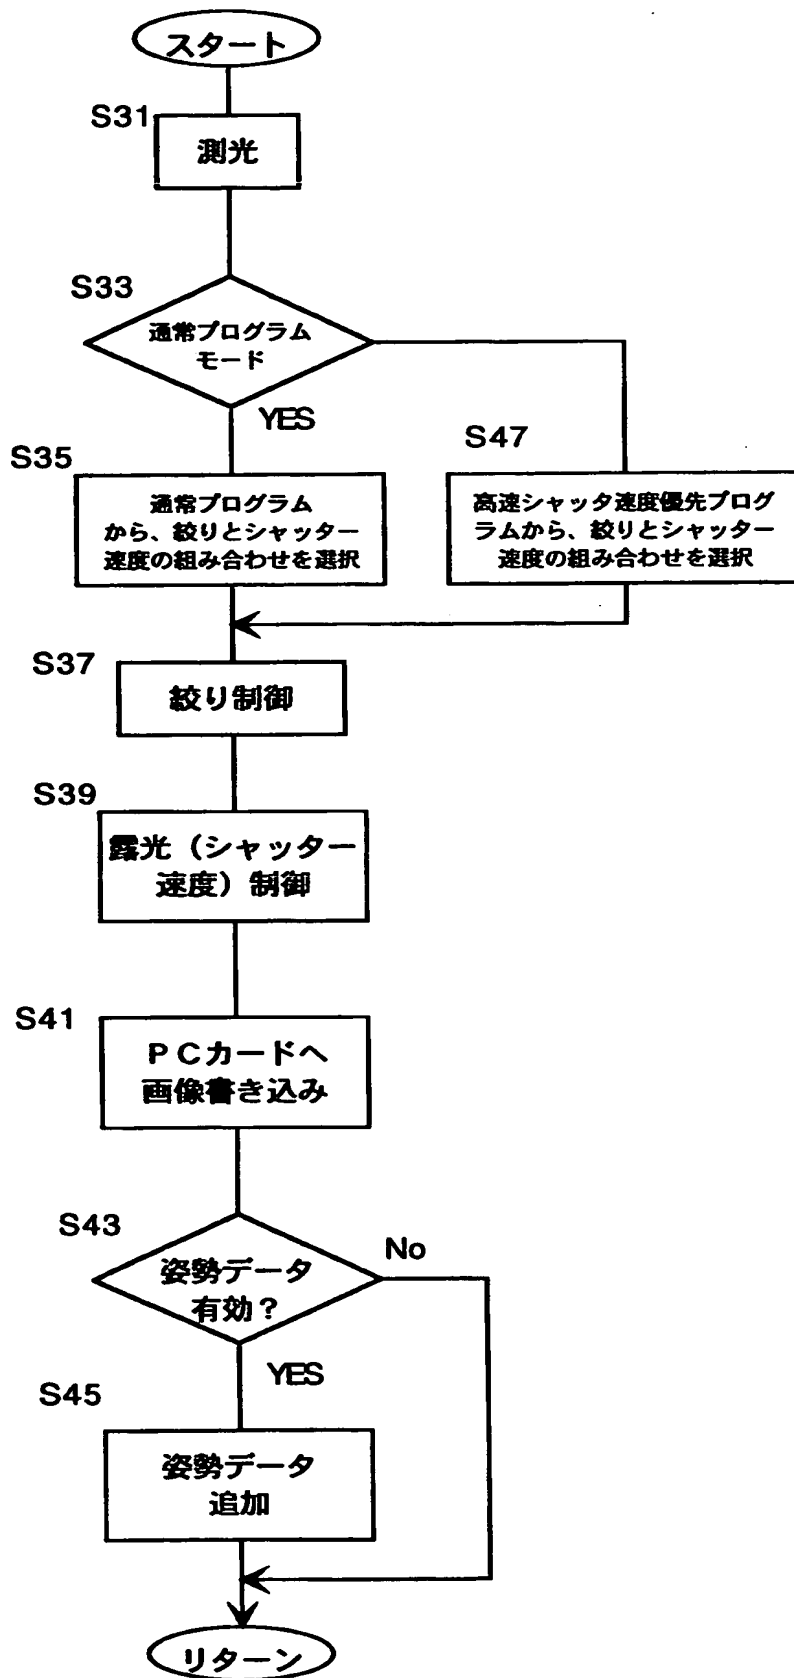 スタート
S31
測光
S33
通常プログラム
モード
YES
S35
通常プログラム
から、絞りとシャッター
速度の組み合わせを選択
S47
高速シャッタ速度優先プログ
ラムから、絞りとシャッター
速度の組み合わせを選択
S37
絞り制御
S39
露光（シャッター
速度）制御
S41
ＰＣカードへ
画像書き込み
S43
姿勢データ
有効？
No
YES
S45
姿勢データ
追加
リターン